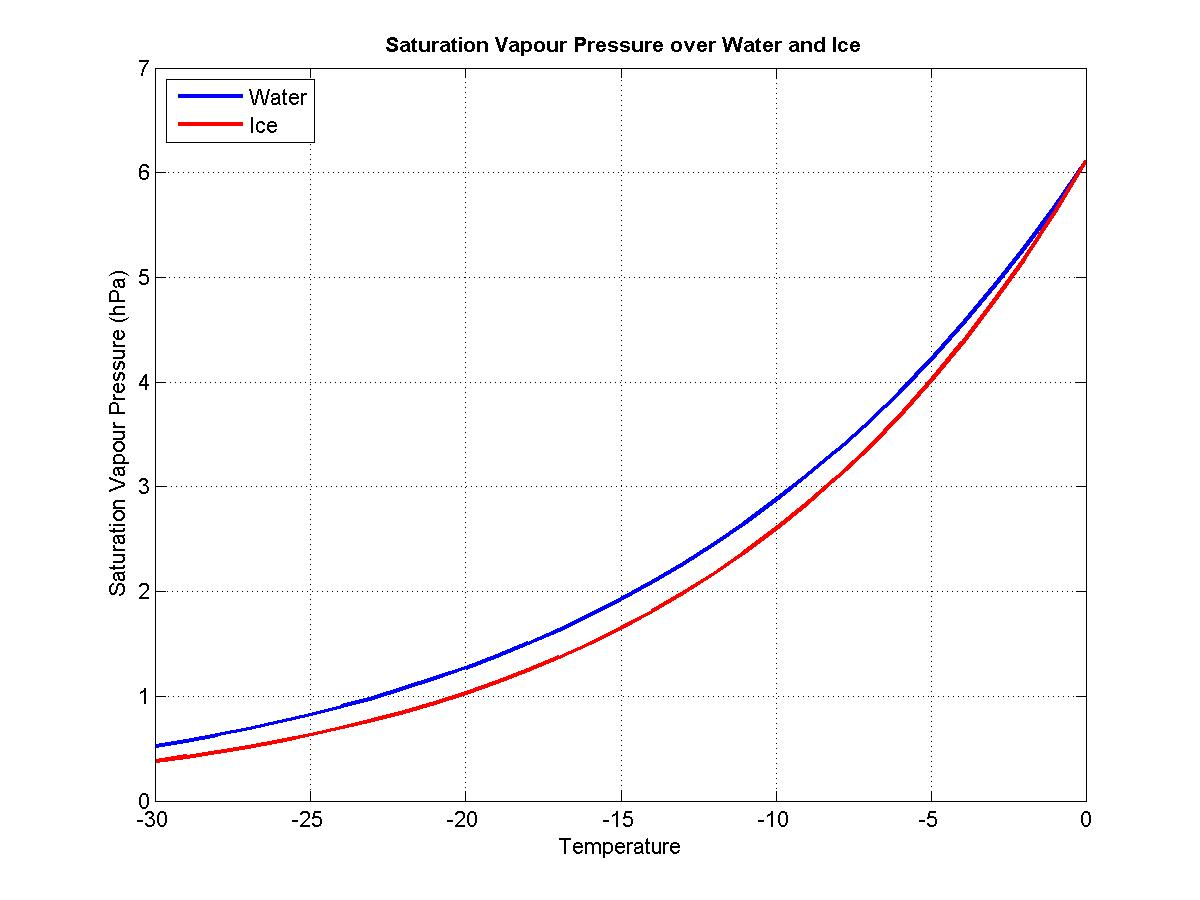 Saturation Vapour Pressure over Water and Ice
Water
Ice
7
6
5
4
3
2
1
0
Saturation Vapour Pressure (hPa)
-30 -25 -20 -15 -10 -5 0
Temperature